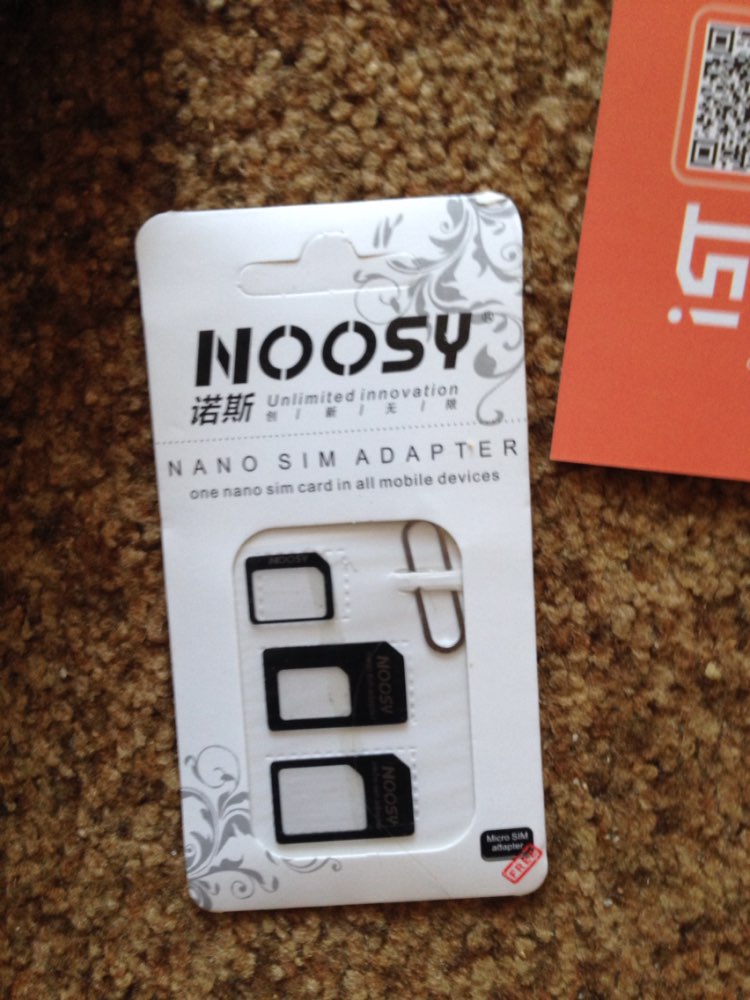 NOOSY®
诺斯
Unlimited innovation
创 / 新 / 无 / 限
NANO SIM ADAPTER
one nano sim card in all mobile devices
NOOSY
NOOSY
NOOSY
Micro SIM
adapter
FREE